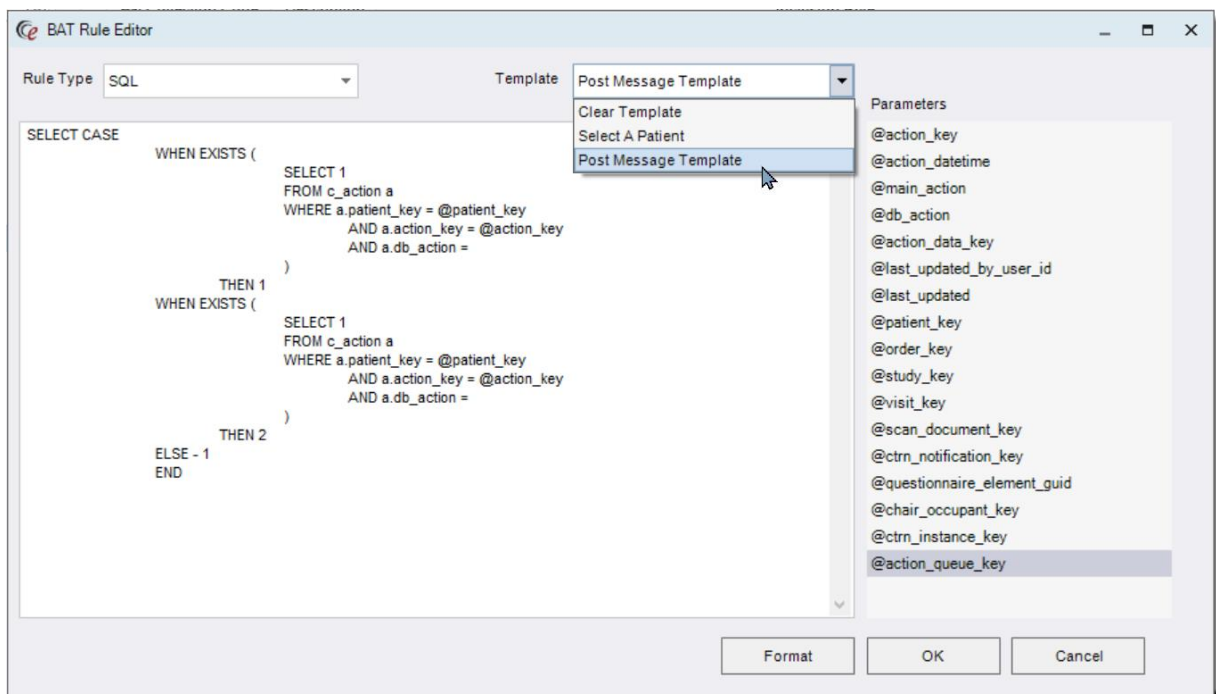 BAT Rule Editor
Rule Type SQL Template Post Message Template
Clear Template
Select A Patient
Post Message Template
SELECT CASE
WHEN EXISTS (
SELECT 1
FROM c_action a
WHERE a.patient_key = @patient_key
AND a.action_key = @action_key
AND a.db_action =
)
THEN 1
WHEN EXISTS (
SELECT 1
FROM c_action a
WHERE a.patient_key = @patient_key
AND a.action_key = @action_key
AND a.db_action =
)
THEN 2
ELSE - 1
END
Parameters
@action_key
@action_datetime
@main_action
@db_action
@action_data_key
@last_updated_by_user_id
@last_updated
@patient_key
@order_key
@study_key
@visit_key
@scan_document_key
@ctrn_notification_key
@questionnaire_element_guid
@chair_occupant_key
@ctrn_instance_key
@action_queue_key
Format OK Cancel